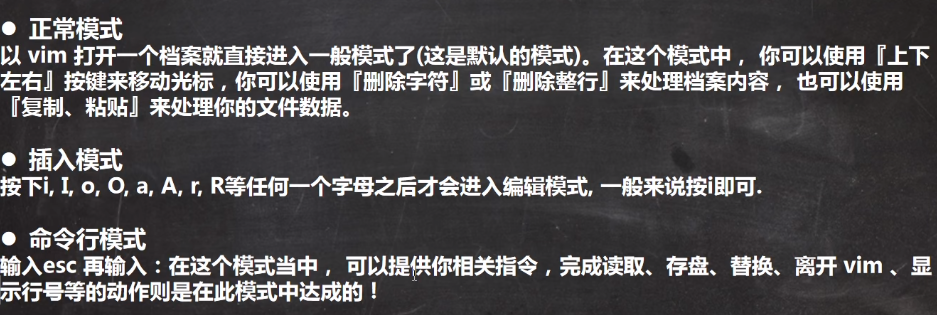 ● 正常模式
以 vim 打开一个档案就直接进入一般模式了(这是默认的模式)。在这个模式中， 你可以使用『上下
左右』按键来移动光标，你可以使用『删除字符』或『删除整行』来处理档案内容， 也可以使用
『复制、粘贴』来处理你的文件数据。
● 插入模式
按下i, I, o, O, a, A, r, R等任何一个字母之后才会进入编辑模式, 一般来说按i即可.
● 命令行模式
输入esc 再输入：在这个模式当中， 可以提供你相关指令，完成读取、存盘、替换、离开 vim 、显
示行号等的动作则是在此模式中达成的！